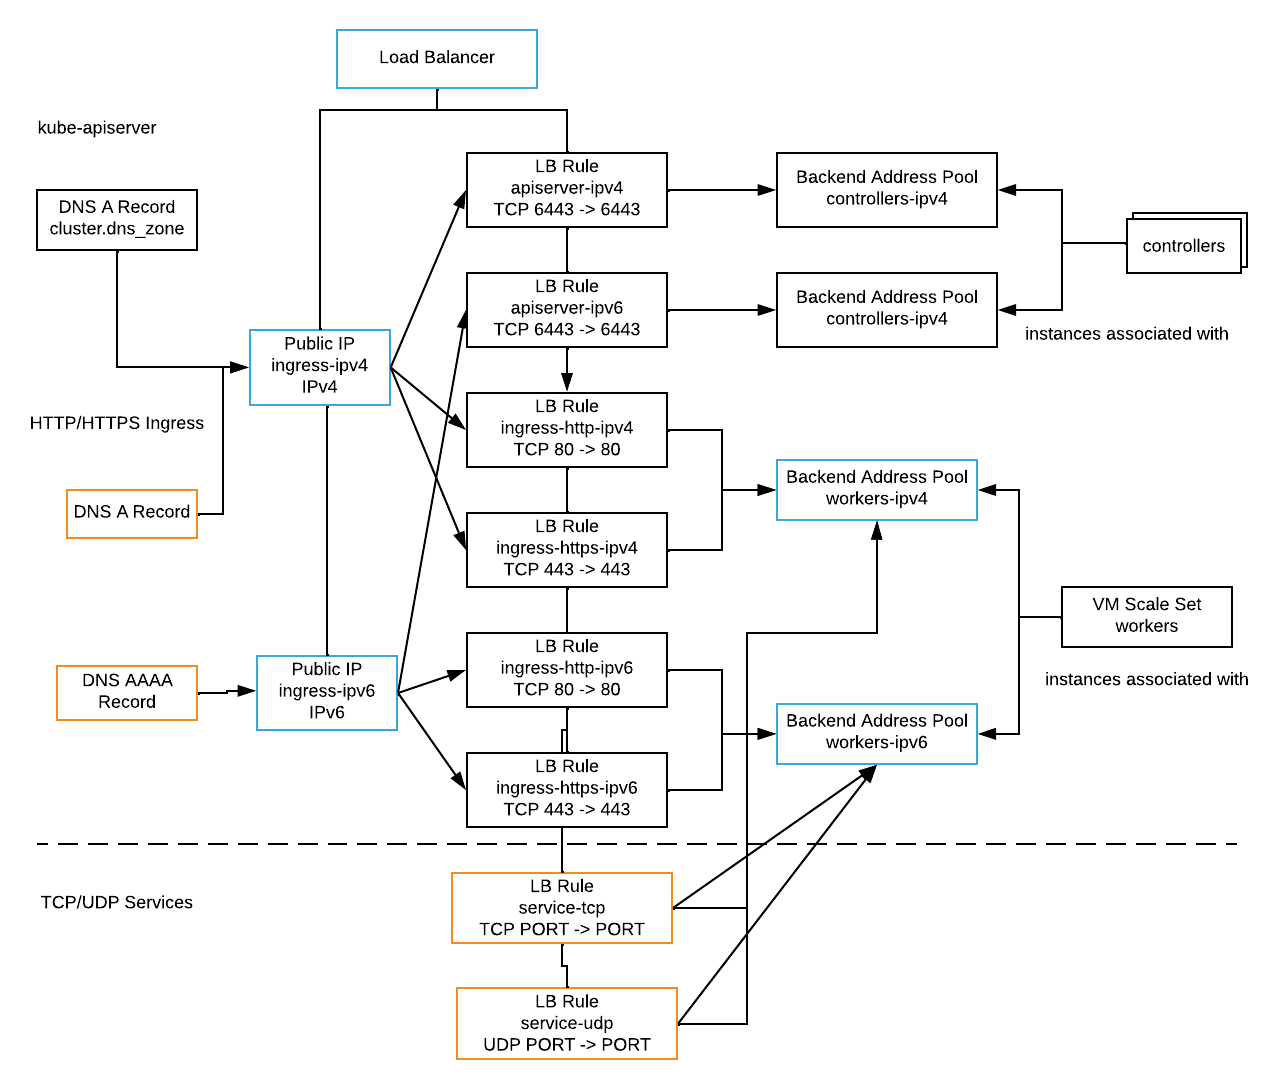 Load Balancer
kube-apiserver
DNS A Record
cluster.dns_zone
LB Rule
apiserver-ipv4
TCP 6443 -> 6443
Backend Address Pool
controllers-ipv4
controllers
LB Rule
apiserver-ipv6
TCP 6443 -> 6443
Backend Address Pool
controllers-ipv4
instances associated with
Public IP
ingress-ipv4
IPv4
HTTP/HTTPS Ingress
LB Rule
ingress-http-ipv4
TCP 80 -> 80
DNS A Record
Backend Address Pool
workers-ipv4
LB Rule
ingress-https-ipv4
TCP 443 -> 443
VM Scale Set
workers
instances associated with
DNS AAAA
Record
Public IP
ingress-ipv6
IPv6
LB Rule
ingress-http-ipv6
TCP 80 -> 80
Backend Address Pool
workers-ipv6
LB Rule
ingress-https-ipv6
TCP 443 -> 443
TCP/UDP Services
LB Rule
service-tcp
TCP PORT -> PORT
LB Rule
service-udp
UDP PORT -> PORT